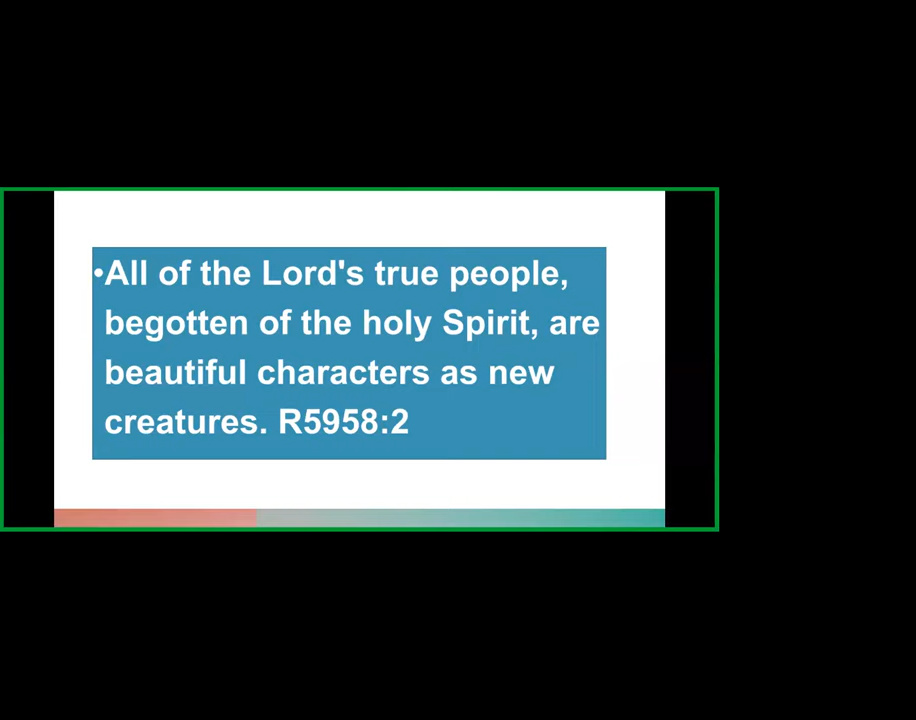 •All of the Lord's true people,
begotten of the holy Spirit, are
beautiful characters as new
creatures. R5958:2